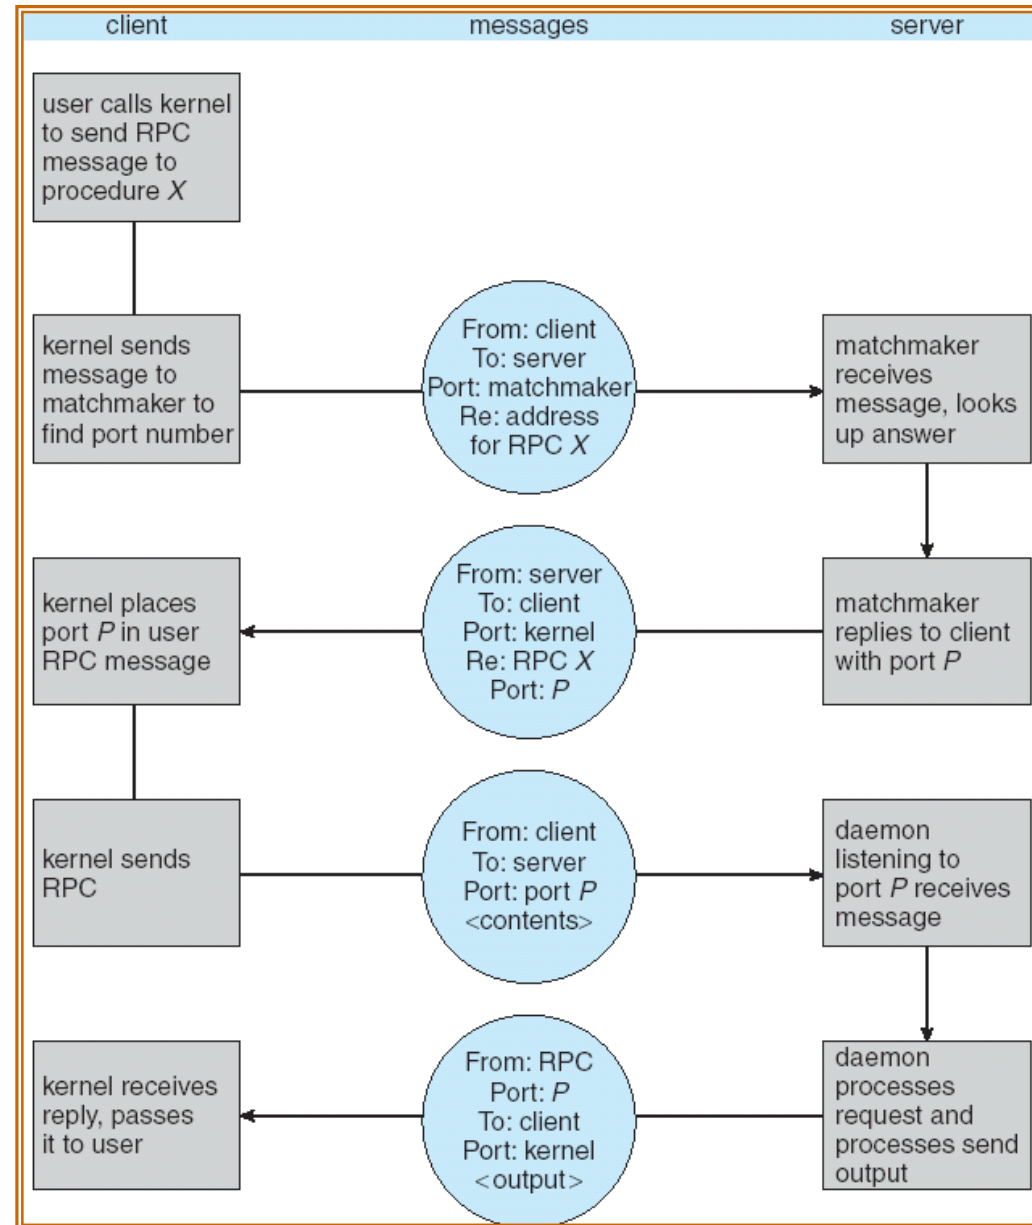 client
messages
server
user calls kernel
to send RPC
message to
procedure X
kernel sends
message to
matchmaker to
find port number
From: client
To: server
Port: matchmaker
Re: address
for RPC X
matchmaker
receives
message, looks
up answer
kernel places
port P in user
RPC message
From: server
To: client
Port: kernel
Re: RPC X
Port: P
matchmaker
replies to client
with port P
kernel sends
RPC
From: client
To: server
Port: port P
<contents>
daemon
listening to
port P receives
message
kernel receives
reply, passes
it to user
From: RPC
Port: P
To: client
Port: kernel
<output>
daemon
processes
request and
processes send
output